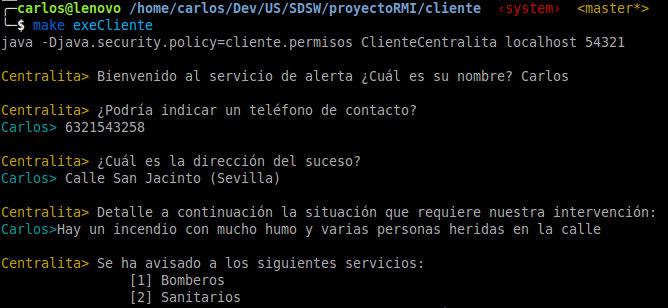 carlos@lenovo /home/carlos/Dev/US/SDSW/proyectoRMI/cliente ‹system› ‹master*›
$ make exeCliente
java -Djava.security.policy=cliente.permisos ClienteCentralita localhost 54321
Centralita> Bienvenido al servicio de alerta ¿Cuál es su nombre? Carlos
Centralita> ¿Podría indicar un teléfono de contacto?
Carlos> 6321543258
Centralita> ¿Cuál es la dirección del suceso?
Carlos> Calle San Jacinto (Sevilla)
Centralita> Detalle a continuación la situación que requiere nuestra intervención:
Carlos>Hay un incendio con mucho humo y varias personas heridas en la calle
Centralita> Se ha avisado a los siguientes servicios:
[1] Bomberos
[2] Sanitarios